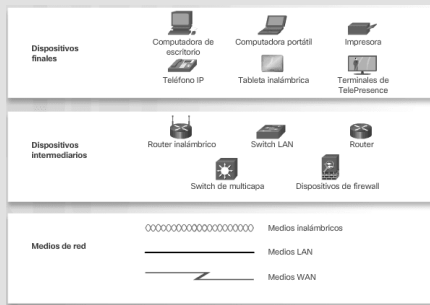 Dispositivos
finales
Computadora de
escritorio
Computadora portátil
Impresora
Teléfono IP
Tableta inalámbrica
Terminales de
TelePresence
Dispositivos
intermediarios
Router inalámbrico
Switch LAN
Router
Switch de multicapa
Dispositivos de firewall
Medios de red
Medios inalámbricos
Medios LAN
Medios WAN